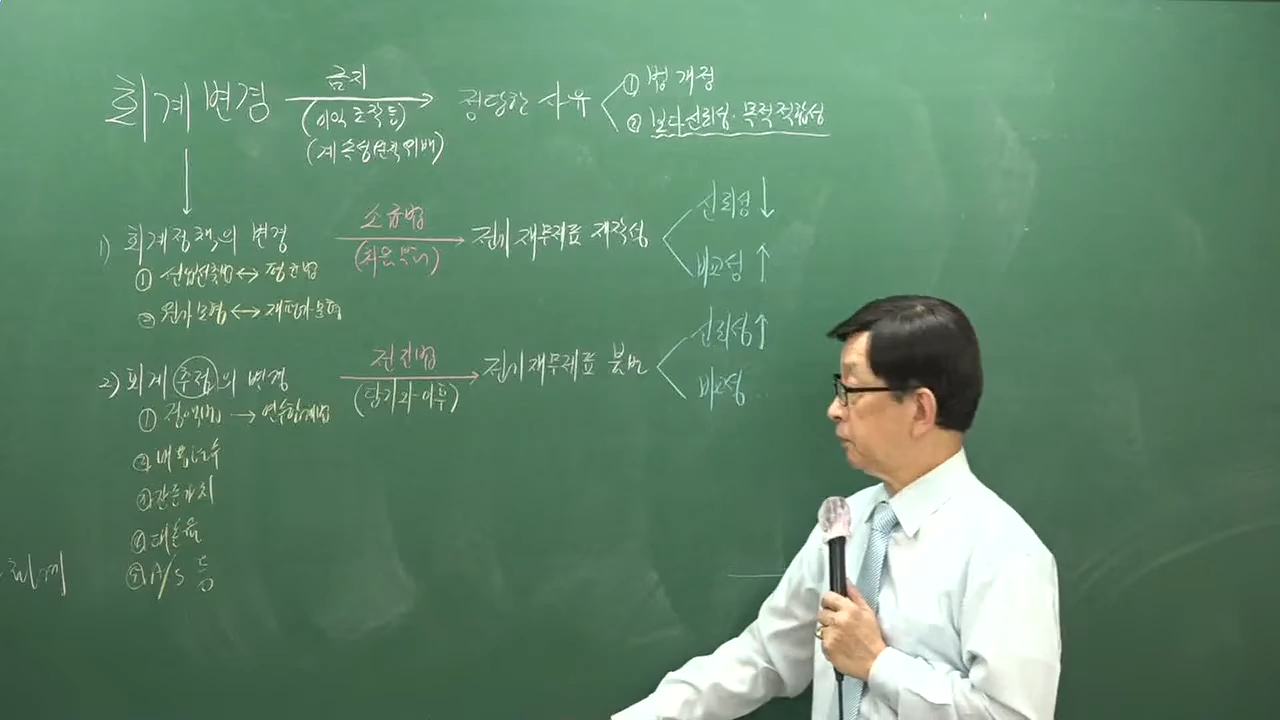 회계변경 금지 → 정당한 사유 ① 법 개정
(이익 조작 등) ② 보다 신뢰성·목적적합성
(계속성원칙위배)
1) 회계정책의 변경 소급법 → 전기 재무제표 재작성 신뢰성 ↓
(처음부터) 비교성 ↑
① 선입선출법 ↔ 평균법
② 원가모형 ↔ 재평가모형
2) 회계추정의 변경 전진법 → 전기재무제표 불변 신뢰성 ↑
(당기와 이후) 비교성
① 정액법 → 연수합계법
② 내용년수
③ 잔존가치
④ 대손율
⑤ A/S 등
회계